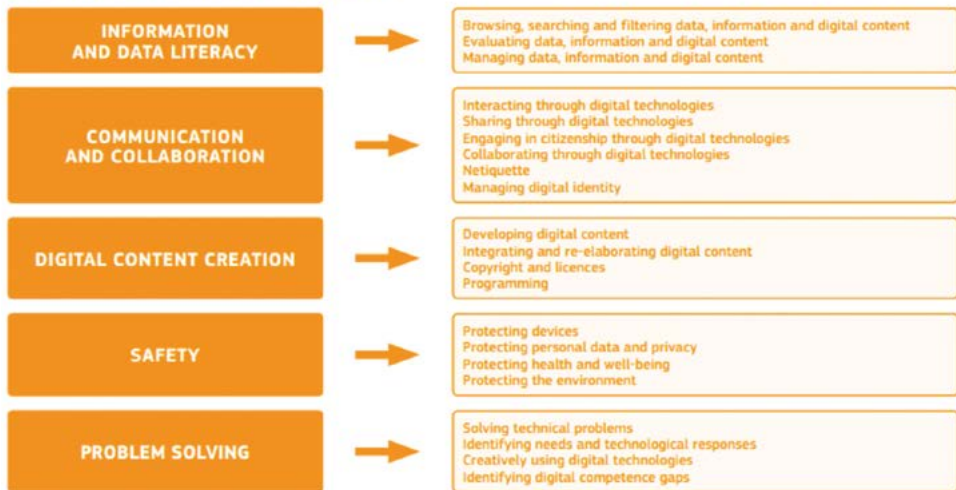 INFORMATION
AND DATA LITERACY
Browsing, searching and filtering data, information and digital content
Evaluating data, information and digital content
Managing data, information and digital content
COMMUNICATION
AND COLLABORATION
Interacting through digital technologies
Sharing through digital technologies
Engaging in citizenship through digital technologies
Collaborating through digital technologies
Netiquette
Managing digital identity
DIGITAL CONTENT CREATION
Developing digital content
Integrating and re-elaborating digital content
Copyright and licences
Programming
SAFETY
Protecting devices
Protecting personal data and privacy
Protecting health and well-being
Protecting the environment
PROBLEM SOLVING
Solving technical problems
Identifying needs and technological responses
Creatively using digital technologies
Identifying digital competence gaps